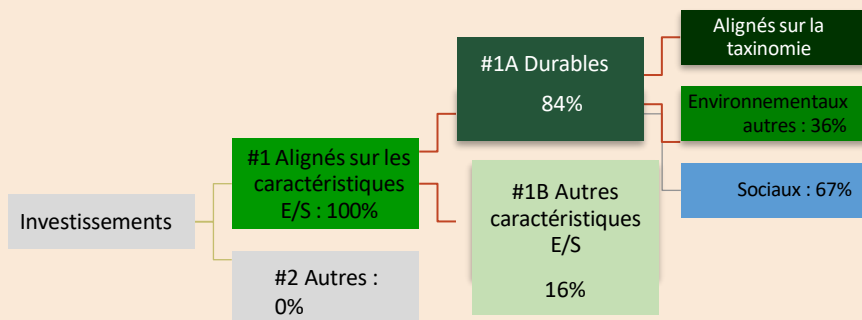 Investissements
#1 Alignés sur les
caractéristiques
E/S : 100%
#2 Autres :
0%
#1A Durables
84%
#1B Autres
caractéristiques
E/S
16%
Alignés sur la
taxinomie
Environnementaux
autres : 36%
Sociaux : 67%